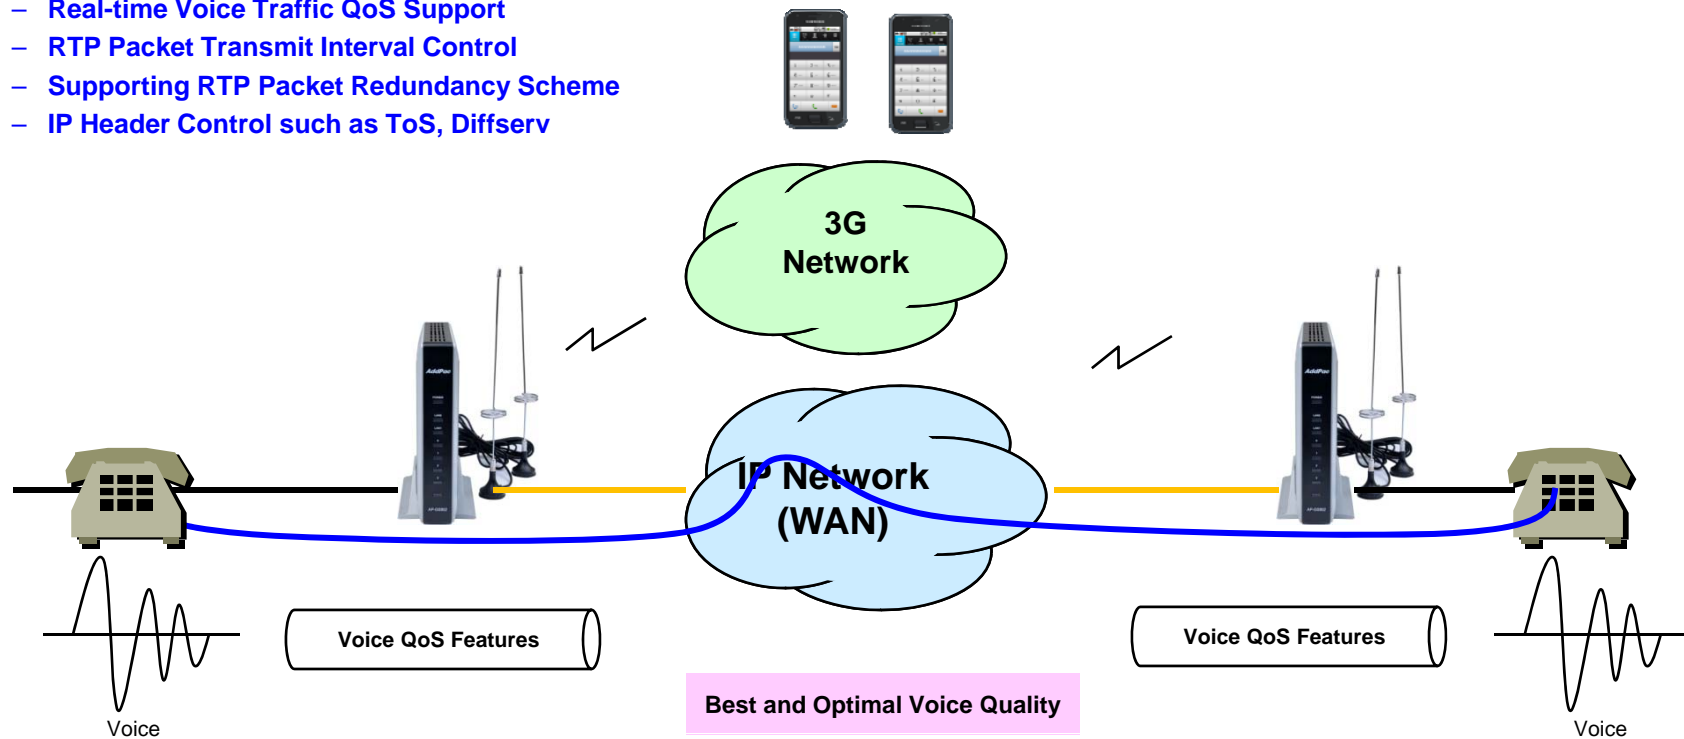 – Real-time Voice Traffic QoS Support
– RTP Packet Transmit Interval Control
– Supporting RTP Packet Redundancy Scheme
– IP Header Control such as ToS, Diffserv
3G
Network
AddPac
AddPac
IP Network
(WAN)
Voice QoS Features
Voice QoS Features
Best and Optimal Voice Quality
Voice
Voice